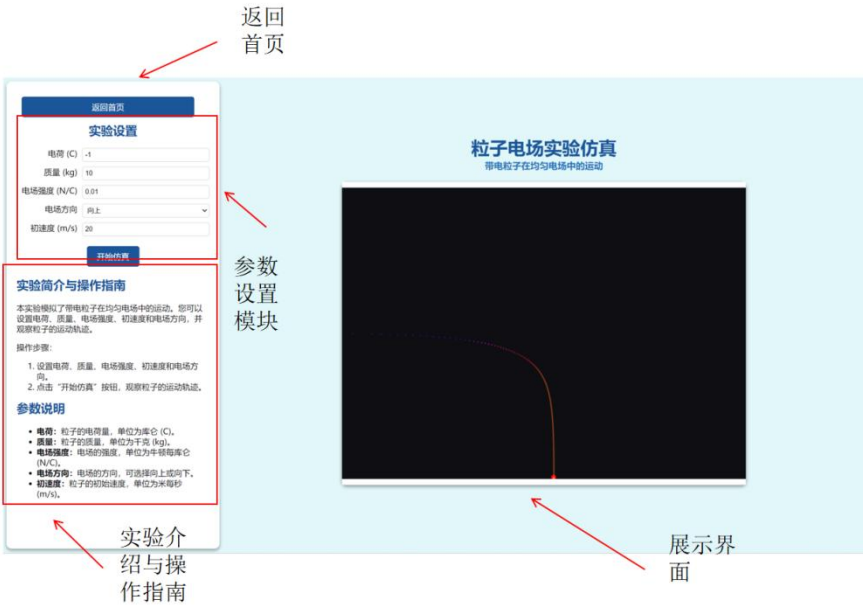 返回
首页
返回首页
实验设置
电荷 (C) -1
质量 (kg) 10
电场强度 (N/C) 0.01
电场方向 向上
初速度 (m/s) 20
开始仿真
实验简介与操作指南
本实验模拟了带电粒子在均匀电场中的运动。您可以
设置电荷、质量、电场强度、初速度和电场方向，并
观察粒子的运动轨迹。
操作步骤:
1. 设置电荷、质量、电场强度、初速度和电场方
向。
2. 点击“开始仿真”按钮，观察粒子的运动轨迹。
参数说明
• 电荷: 粒子的电荷量，单位为库仑 (C)。
• 质量: 粒子的质量，单位为千克 (kg)。
• 电场强度: 电场的强度，单位为牛顿每库仑
(N/C)。
• 电场方向: 电场的方向，可选择向上或向下。
• 初速度: 粒子的初始速度，单位为米每秒
(m/s)。
参数
设置
模块
粒子电场实验仿真
带电粒子在均匀电场中的运动
实验介
绍与操
作指南
展示界
面